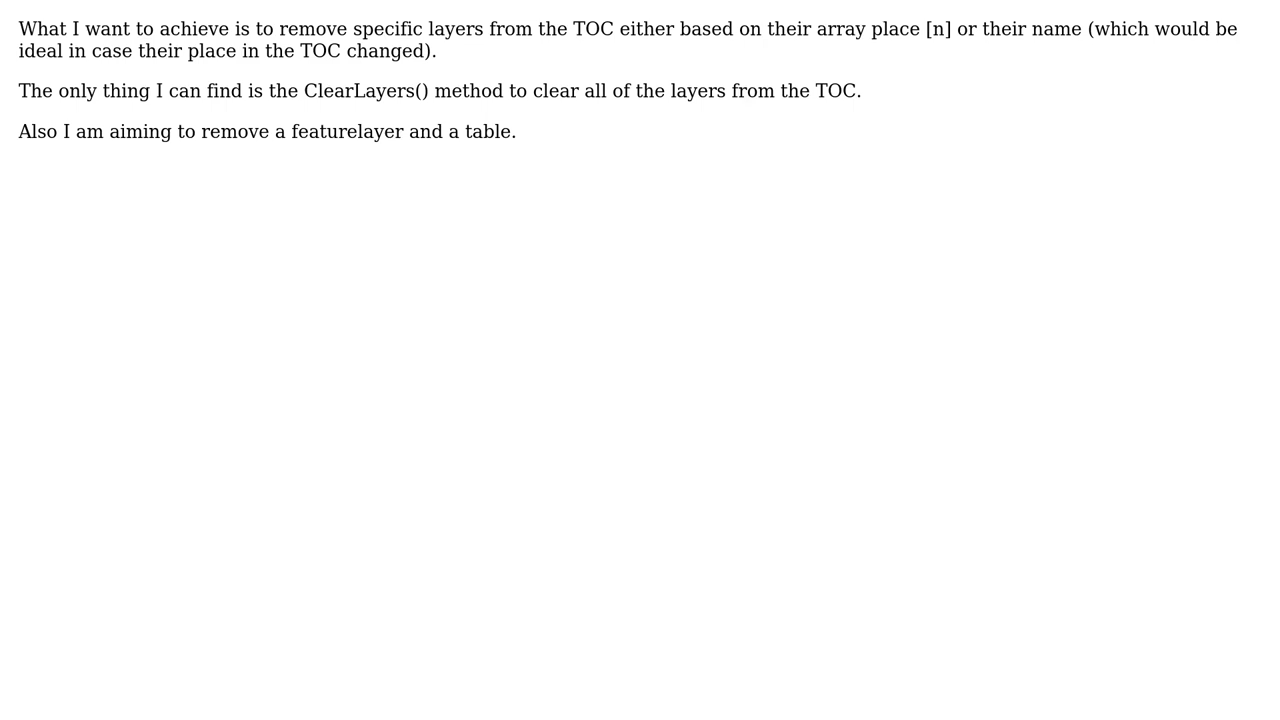 What I want to achieve is to remove specific layers from the TOC either based on their array place [n] or their name (which would be
ideal in case their place in the TOC changed).
The only thing I can find is the ClearLayers() method to clear all of the layers from the TOC.
Also I am aiming to remove a featurelayer and a table.